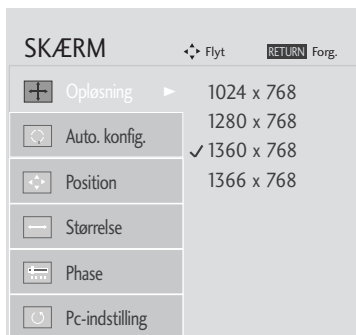 SKÆRM
Flyt RETURN Forg.
Opløsning
Auto. konfig.
Position
Størrelse
Phase
Pc-indstilling
1024 x 768
1280 x 768
1360 x 768
1366 x 768